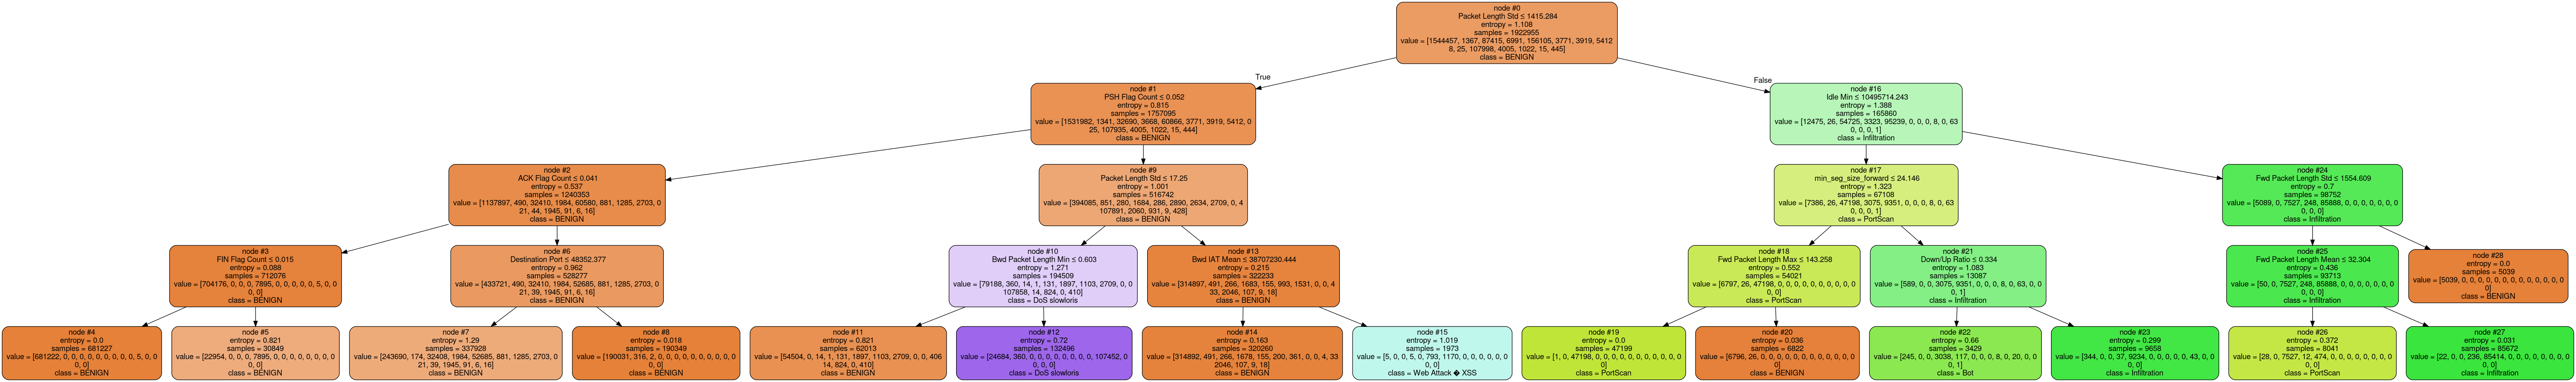 node #0
Packet Length Std ≤ 1415.284
entropy = 1.108
samples = 1922955
value = [1544457, 1367, 87415, 6991, 156105, 3771, 3919, 5412
8, 25, 107998, 4005, 1022, 15, 445]
class = BENIGN
True
False
node #1
PSH Flag Count ≤ 0.052
entropy = 0.815
samples = 1757095
value = [1531982, 1341, 32690, 3668, 60866, 3771, 3919, 5412, 0
25, 107935, 4005, 1022, 15, 444]
class = BENIGN
node #16
Idle Min ≤ 10495714.243
entropy = 1.388
samples = 165860
value = [12475, 26, 54725, 3323, 95239, 0, 0, 0, 8, 0, 63
0, 0, 0, 1]
class = Infiltration
node #2
ACK Flag Count ≤ 0.041
entropy = 0.537
samples = 1240353
value = [1137897, 490, 32410, 1984, 60580, 881, 1285, 2703, 0
21, 44, 1945, 91, 6, 16]
class = BENIGN
node #9
Packet Length Std ≤ 17.25
entropy = 1.001
samples = 516742
value = [394085, 851, 280, 1684, 286, 2890, 2634, 2709, 0, 4
107891, 2060, 931, 9, 428]
class = BENIGN
node #17
min_seg_size_forward ≤ 24.146
entropy = 1.323
samples = 67108
value = [7386, 26, 47198, 3075, 9351, 0, 0, 0, 8, 0, 63
0, 0, 0, 1]
class = PortScan
node #24
Fwd Packet Length Std ≤ 1554.609
entropy = 0.7
samples = 98752
value = [5089, 0, 7527, 248, 85888, 0, 0, 0, 0, 0, 0, 0
0, 0, 0]
class = Infiltration
node #3
FIN Flag Count ≤ 0.015
entropy = 0.088
samples = 712076
value = [704176, 0, 0, 0, 7895, 0, 0, 0, 0, 0, 5, 0, 0
0, 0]
class = BENIGN
node #6
Destination Port ≤ 48352.377
entropy = 0.962
samples = 528277
value = [433721, 490, 32410, 1984, 52685, 881, 1285, 2703, 0
21, 39, 1945, 91, 6, 16]
class = BENIGN
node #10
Bwd Packet Length Min ≤ 0.603
entropy = 1.271
samples = 194509
value = [79188, 360, 14, 1, 131, 1897, 1103, 2709, 0, 0
107858, 14, 824, 0, 410]
class = DoS slowloris
node #13
Bwd IAT Mean ≤ 38707230.444
entropy = 0.215
samples = 322233
value = [314897, 491, 266, 1683, 155, 993, 1531, 0, 0, 4
33, 2046, 107, 9, 18]
class = BENIGN
node #18
Fwd Packet Length Max ≤ 143.258
entropy = 0.552
samples = 54021
value = [6797, 26, 47198, 0, 0, 0, 0, 0, 0, 0, 0, 0, 0
0, 0]
class = PortScan
node #21
Down/Up Ratio ≤ 0.334
entropy = 1.083
samples = 13087
value = [589, 0, 0, 3075, 9351, 0, 0, 0, 8, 0, 63, 0, 0
0, 1]
class = Infiltration
node #25
Fwd Packet Length Mean ≤ 32.304
entropy = 0.436
samples = 93713
value = [50, 0, 7527, 248, 85888, 0, 0, 0, 0, 0, 0, 0
0, 0, 0]
class = Infiltration
node #28
entropy = 0.0
samples = 5039
value = [5039, 0, 0, 0, 0, 0, 0, 0, 0, 0, 0, 0, 0, 0
0]
class = BENIGN
node #4
entropy = 0.0
samples = 681227
value = [681222, 0, 0, 0, 0, 0, 0, 0, 0, 0, 5, 0, 0
0, 0]
class = BENIGN
node #5
entropy = 0.821
samples = 30849
value = [22954, 0, 0, 0, 7895, 0, 0, 0, 0, 0, 0, 0, 0
0, 0]
class = BENIGN
node #7
entropy = 1.29
samples = 337928
value = [243690, 174, 32408, 1984, 52685, 881, 1285, 2703, 0
21, 39, 1945, 91, 6, 16]
class = BENIGN
node #8
entropy = 0.018
samples = 190349
value = [190031, 316, 2, 0, 0, 0, 0, 0, 0, 0, 0, 0, 0
0, 0]
class = BENIGN
node #11
entropy = 0.821
samples = 62013
value = [54504, 0, 14, 1, 131, 1897, 1103, 2709, 0, 0, 406
14, 824, 0, 410]
class = BENIGN
node #12
entropy = 0.72
samples = 132496
value = [24684, 360, 0, 0, 0, 0, 0, 0, 0, 0, 107452, 0
0, 0, 0]
class = DoS slowloris
node #14
entropy = 0.163
samples = 320260
value = [314892, 491, 266, 1678, 155, 200, 361, 0, 0, 4, 33
2046, 107, 9, 18]
class = BENIGN
node #15
entropy = 1.019
samples = 1973
value = [5, 0, 0, 5, 0, 793, 1170, 0, 0, 0, 0, 0, 0
0, 0]
class = Web Attack � XSS
node #19
entropy = 0.0
samples = 47199
value = [1, 0, 47198, 0, 0, 0, 0, 0, 0, 0, 0, 0, 0, 0
0]
class = PortScan
node #20
entropy = 0.036
samples = 6822
value = [6796, 26, 0, 0, 0, 0, 0, 0, 0, 0, 0, 0, 0, 0
0]
class = BENIGN
node #22
entropy = 0.66
samples = 3429
value = [245, 0, 0, 3038, 117, 0, 0, 0, 8, 0, 20, 0, 0
0, 1]
class = Bot
node #23
entropy = 0.299
samples = 9658
value = [344, 0, 0, 37, 9234, 0, 0, 0, 0, 0, 43, 0, 0
0, 0]
class = Infiltration
node #26
entropy = 0.372
samples = 8041
value = [28, 0, 7527, 12, 474, 0, 0, 0, 0, 0, 0, 0, 0
0, 0]
class = PortScan
node #27
entropy = 0.031
samples = 85672
value = [22, 0, 0, 236, 85414, 0, 0, 0, 0, 0, 0, 0, 0
0, 0]
class = Infiltration